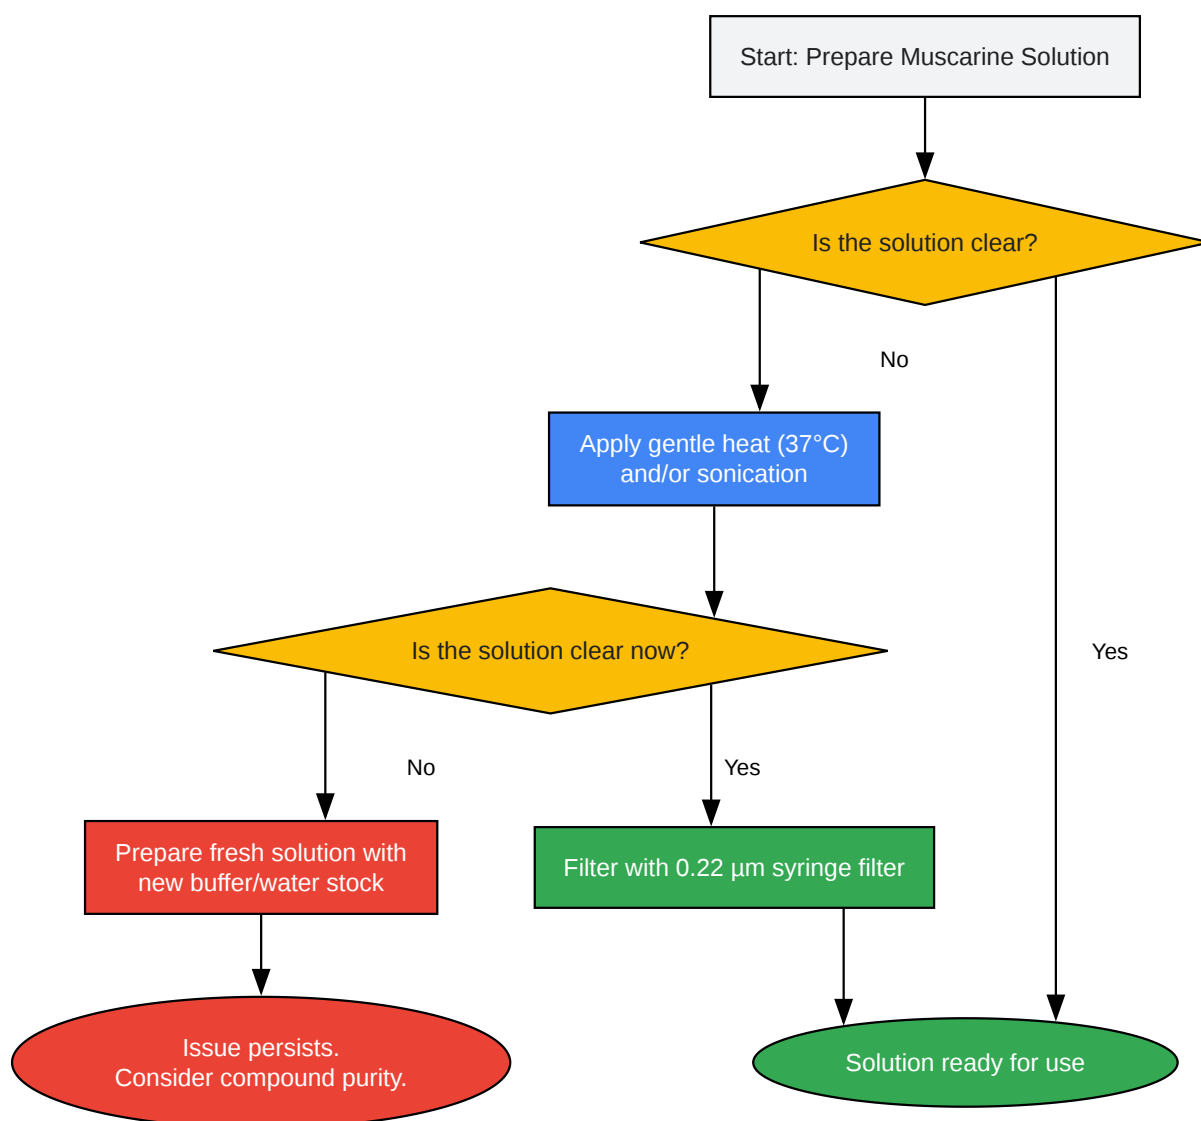 Start: Prepare Muscarine Solution
Is the solution clear?
No
Apply gentle heat (37°C)
and/or sonication
Is the solution clear now?
Yes
No
Yes
Prepare fresh solution with
new buffer/water stock
Filter with 0.22 µm syringe filter
Issue persists.
Consider compound purity.
Solution ready for use